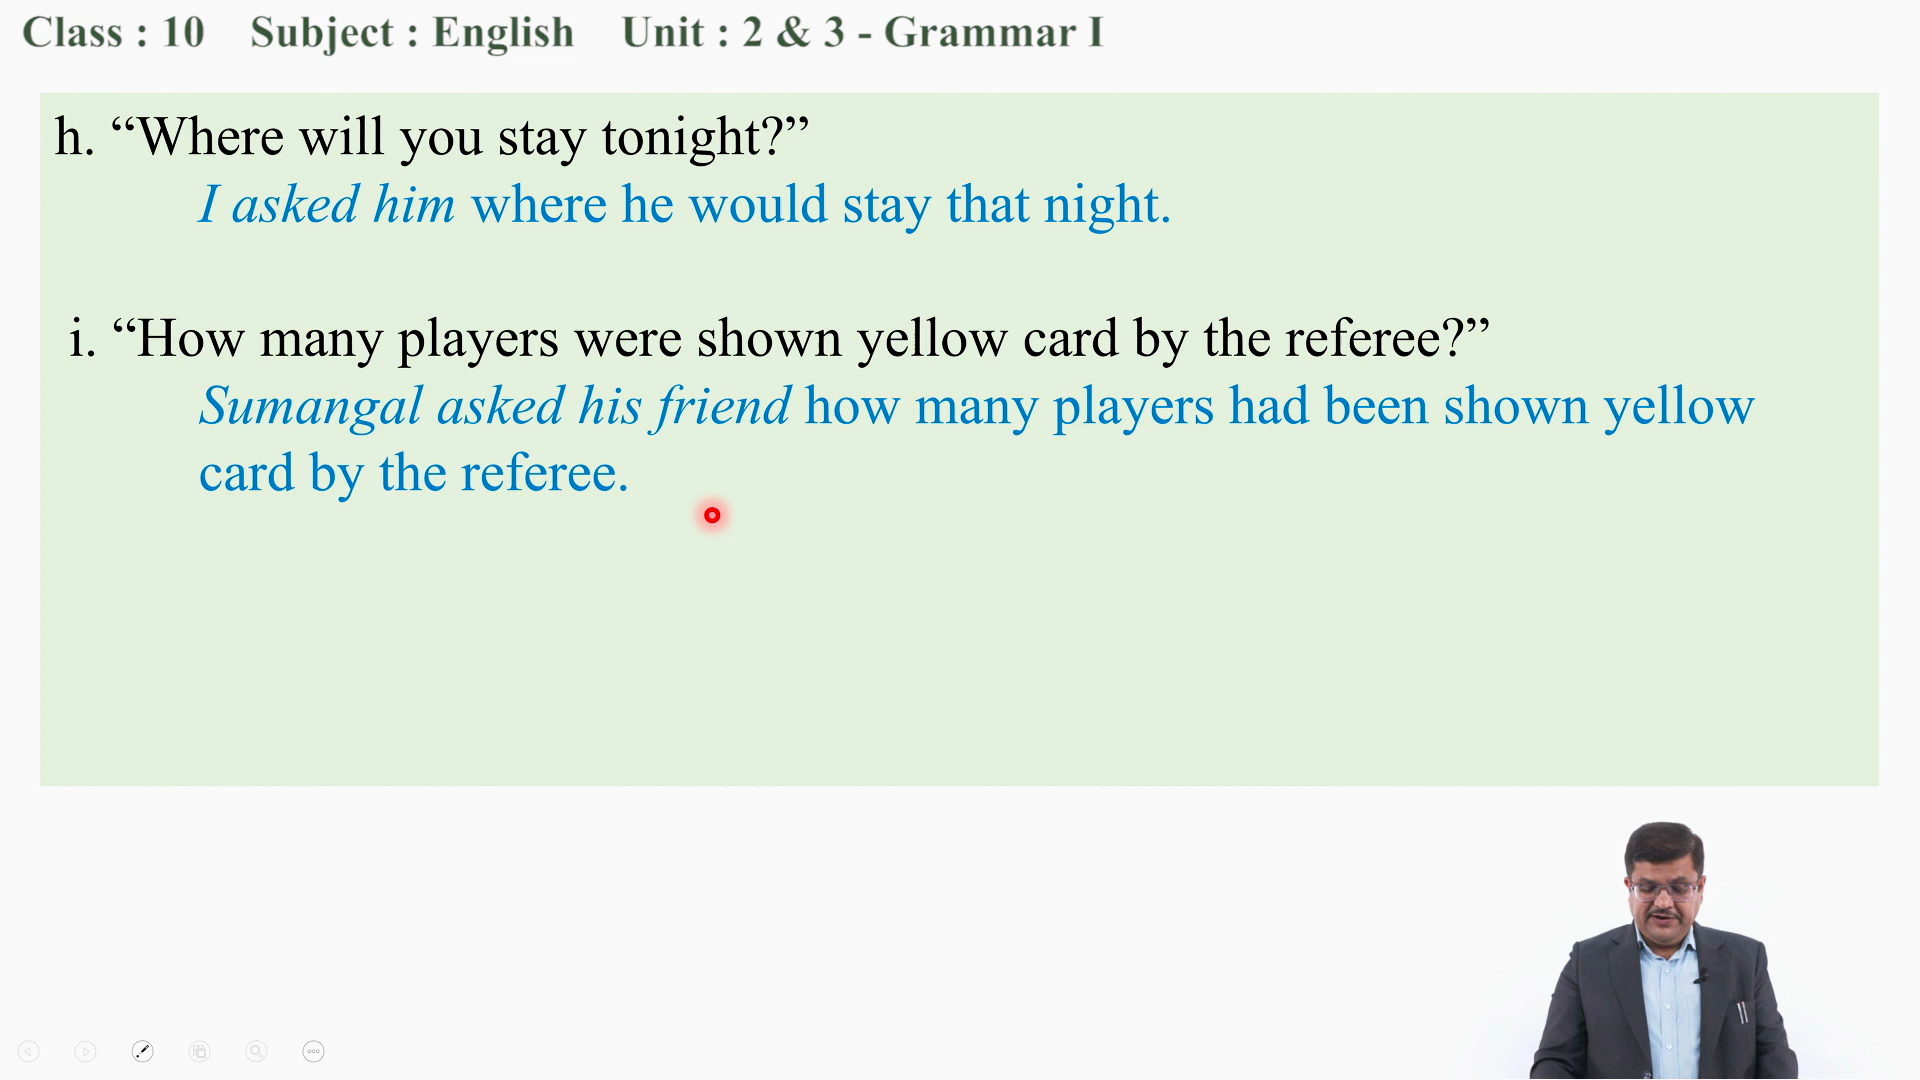 Class : 10 Subject : English Unit : 2 & 3 - Grammar I
h. “Where will you stay tonight?”
I asked him where he would stay that night.
i. “How many players were shown yellow card by the referee?”
Sumangal asked his friend how many players had been shown yellow
card by the referee.